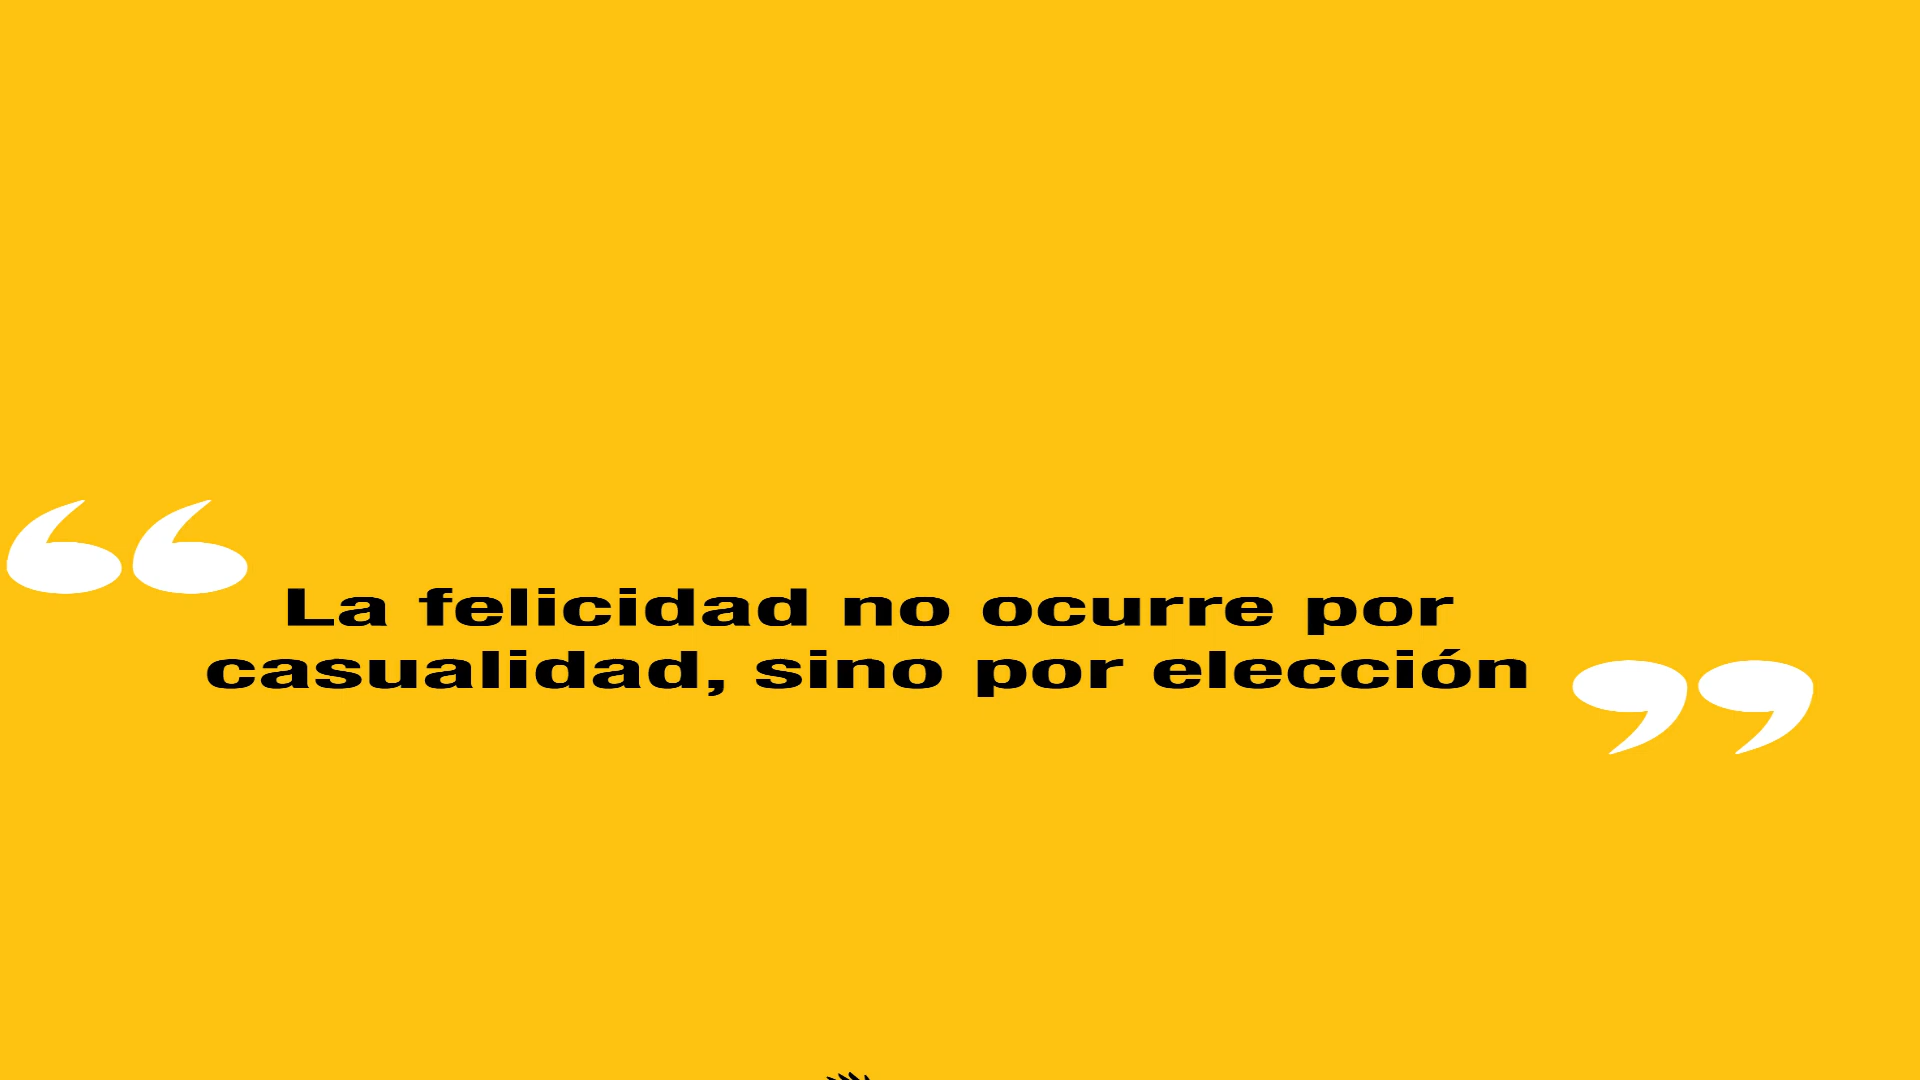 “La felicidad no ocurre por
casualidad, sino por elección”